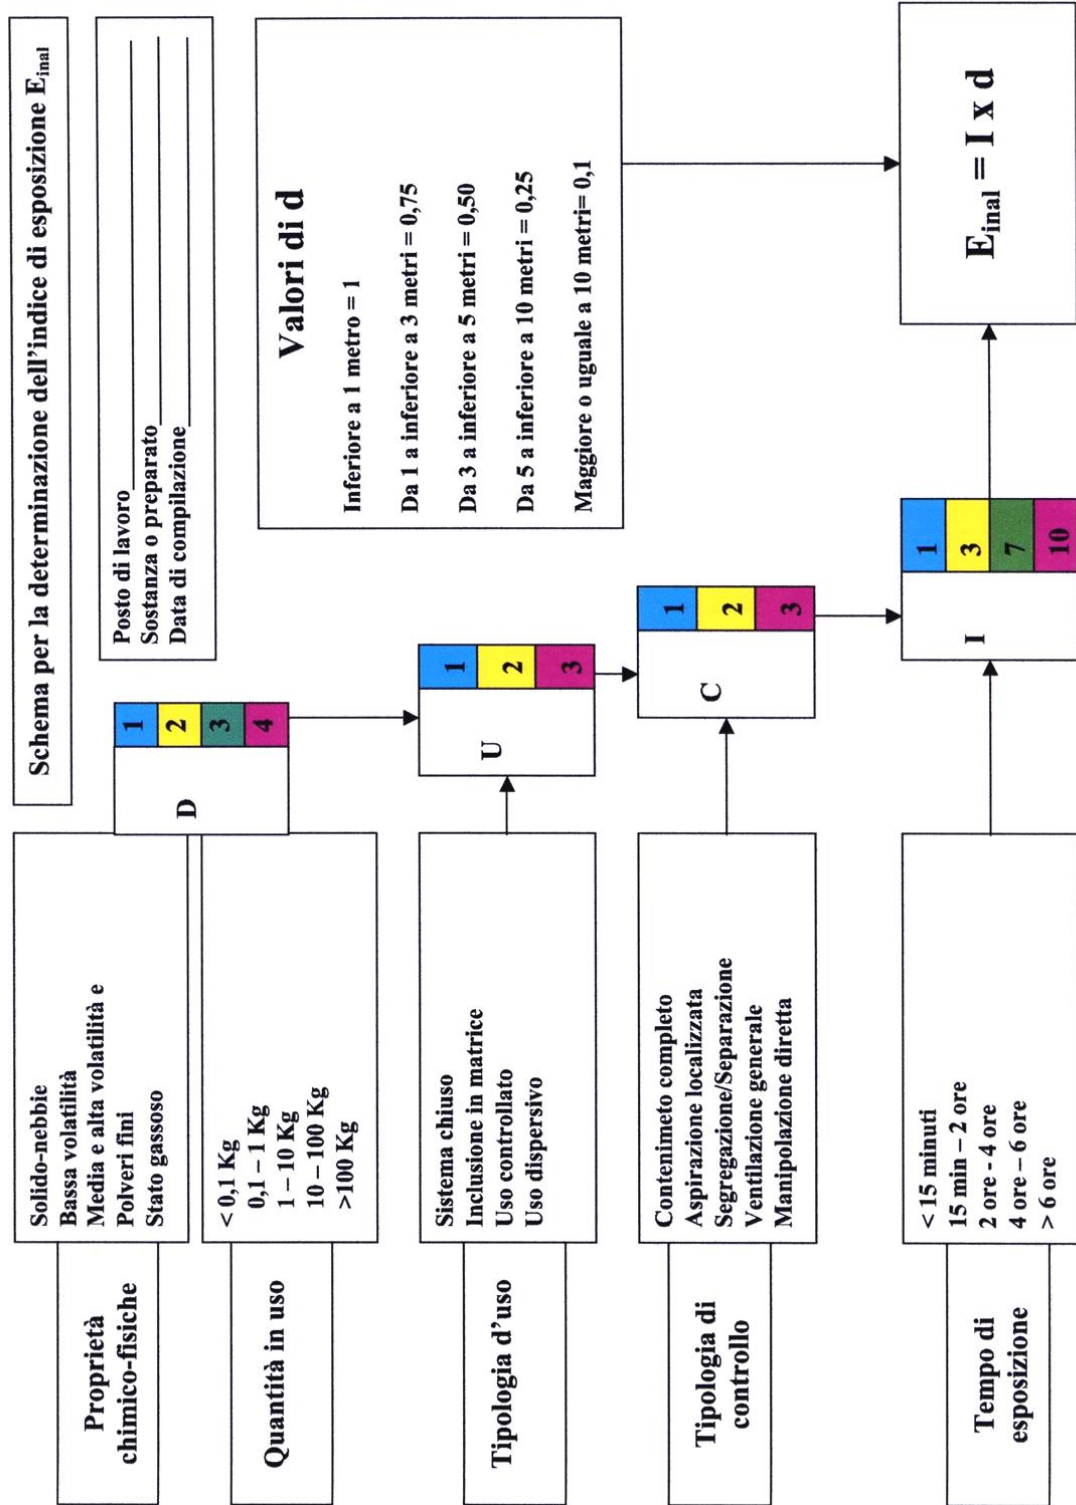 Schema per la determinazione dell'indice di esposizione Einal
Posto di lavoro
Sostanza o preparato
Data di compilazione
Proprietà
chimico-fisiche
Solido-nebbie
Bassa volatilità
Media e alta volatilità e
Polveri fini
Stato gassoso
D
1
2
3
4
Quantità in uso
< 0,1 Kg
0,1 – 1 Kg
1 – 10 Kg
10 – 100 Kg
>100 Kg
Valori di d
Inferiore a 1 metro = 1
Da 1 a inferiore a 3 metri = 0,75
Da 3 a inferiore a 5 metri = 0,50
Da 5 a inferiore a 10 metri = 0,25
Maggiore o uguale a 10 metri= 0,1
Tipologia d'uso
Sistema chiuso
Inclusione in matrice
Uso controllato
Uso dispersivo
U
1
2
3
Tipologia di
controllo
Contenimeto completo
Aspirazione localizzata
Segregazione/Separazione
Ventilazione generale
Manipolazione diretta
C
1
2
3
Tempo di
esposizione
< 15 minuti
15 min – 2 ore
2 ore - 4 ore
4 ore – 6 ore
> 6 ore
I
1
3
7
10
Einal = I x d